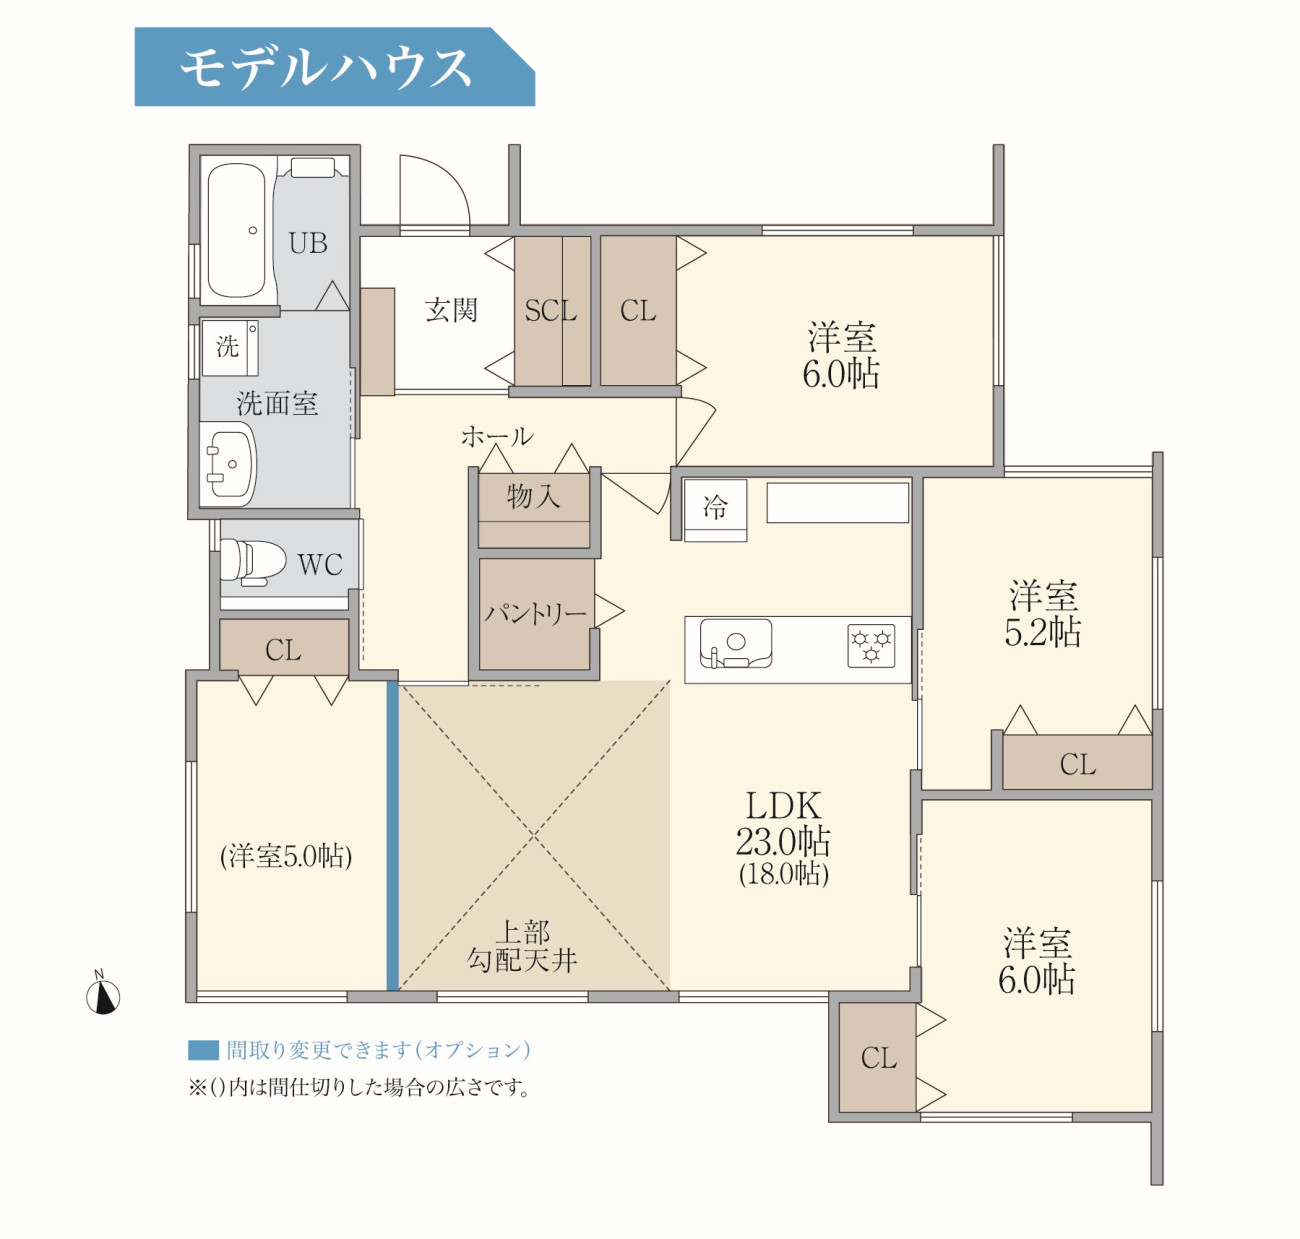 モデルハウス
UB
玄関
SCL
CL
洋室
6.0帖
洗
洗面室
ホール
物入
冷
WC
パントリー
洋室
5.2帖
CL
CL
LDK
23.0帖
(18.0帖)
(洋室5.0帖)
上部
勾配天井
洋室
6.0帖
CL
N
間取り変更できます(オプション)
※()内は間仕切りした場合の広さです。